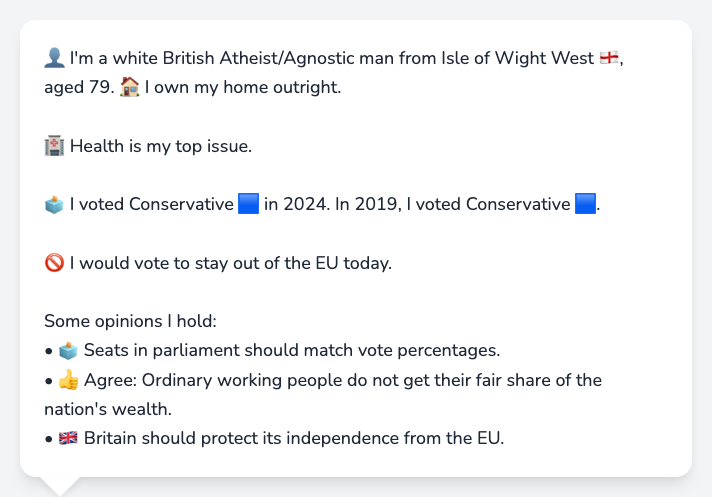 👤 I'm a white British Atheist/Agnostic man from Isle of Wight West 🏴󠁧󠁢󠁥󠁮󠁧󠁿,
aged 79. 🏠 I own my home outright.
🏥 Health is my top issue.
🗳️ I voted Conservative 🟦 in 2024. In 2019, I voted Conservative 🟦.
🚫 I would vote to stay out of the EU today.
Some opinions I hold:
• 🗳️ Seats in parliament should match vote percentages.
• 👍 Agree: Ordinary working people do not get their fair share of the
nation's wealth.
• 🇬🇧 Britain should protect its independence from the EU.